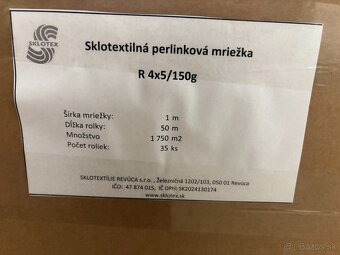 SKLOTEX
Sklotextilná perlinková mriežka
R 4x5/150g
Šírka mriežky: 1 m
Dĺžka rolky: 50 m
Množstvo 1 750 m2
Počet roliek: 35 ks
SKLOTEXTÍLIE REVÚCA s.r.o., Železničná 1202/103, 050 01 Revúca
IČO: 47 874 015, IČ DPH: SK2024130174
www.sklotex.sk
Bazos.sk